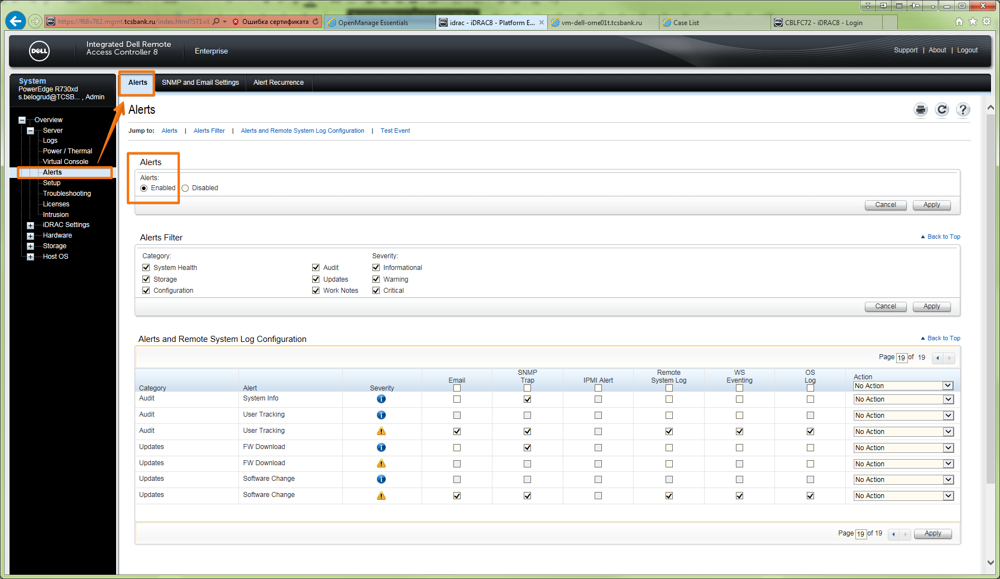 https://f68v762.mgmt.tcsbank.ru/index.html?ST1=
Ошибка сертификата
OpenManage Essentials
idrac - iDRAC8 - Platform E...
vm-dell-ome01t.tcsbank.ru
Case List
CBLFC72 - iDRAC8 - Login
DELL
Integrated Dell Remote
Access Controller 8
Enterprise
Support | About | Logout
System
PowerEdge R730xd
s.belogrud@TCSB... , Admin
Overview
Server
Logs
Power / Thermal
Virtual Console
Alerts
Setup
Troubleshooting
Licenses
Intrusion
iDRAC Settings
Hardware
Storage
Host OS
Alerts
SNMP and Email Settings
Alert Recurrence
Alerts
Jump to: Alerts | Alerts Filter | Alerts and Remote System Log Configuration | Test Event
Alerts
Alerts:
Enabled Disabled
Cancel Apply
Alerts Filter
Back to Top
Category: Severity:
System Health Audit Informational
Storage Updates Warning
Configuration Work Notes Critical
Cancel Apply
Alerts and Remote System Log Configuration
Back to Top
Page 19 of 19
Category Alert Severity Email SNMP Trap IPMI Alert Remote System Log WS Eventing OS Log Action
No Action
Audit System Info No Action
Audit User Tracking No Action
Audit User Tracking No Action
Updates FW Download No Action
Updates FW Download No Action
Updates Software Change No Action
Updates Software Change No Action
Page 19 of 19 Apply